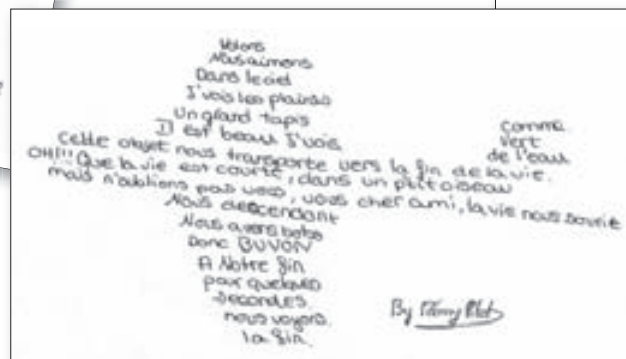 Volons
Nous aimons
Dans le ciel
J'vois les plaines
Un grand tapis
Il est beau J'vois
comme
vert
de l'eau
Cette objet nous transporte vers la fin de la vie.
OH!!! Que la vie est courte, dans un ptit oiseau
mais n'oublions pas vous, vous cher ami, la vie nous sourie
Nous descendant
Nous avons
Donc BUVON
A Notre fin
pour quelques
secondes
nous voyons
la fin.
By